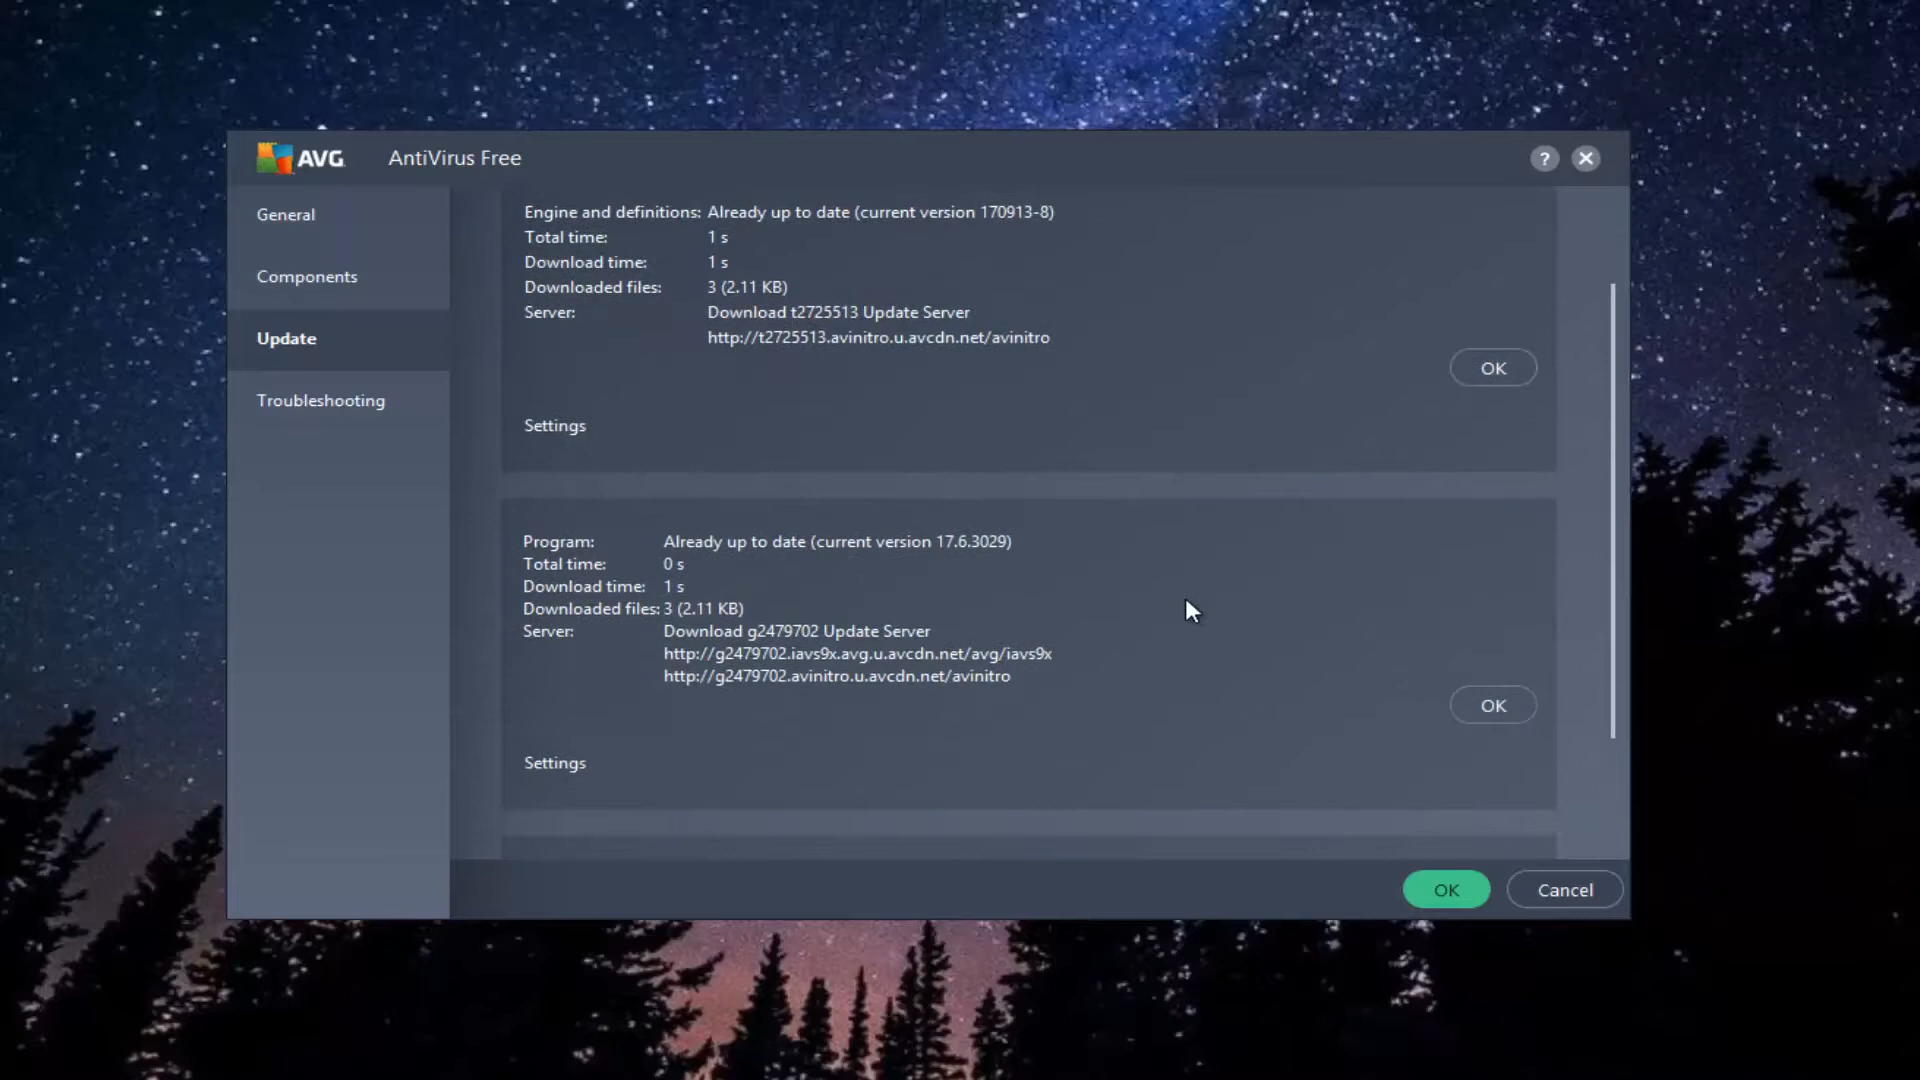 AVG AntiVirus Free
?
General
Components
Update
Troubleshooting
Engine and definitions: Already up to date (current version 170913-8)
Total time: 1 s
Download time: 1 s
Downloaded files: 3 (2.11 KB)
Server: Download t2725513 Update Server
http://t2725513.avinitro.u.avcdn.net/avinitro
OK
Settings
Program: Already up to date (current version 17.6.3029)
Total time: 0 s
Download time: 1 s
Downloaded files: 3 (2.11 KB)
Server: Download g2479702 Update Server
http://g2479702.iavs9x.avg.u.avcdn.net/avg/iavs9x
http://g2479702.avinitro.u.avcdn.net/avinitro
OK
Settings
OK Cancel